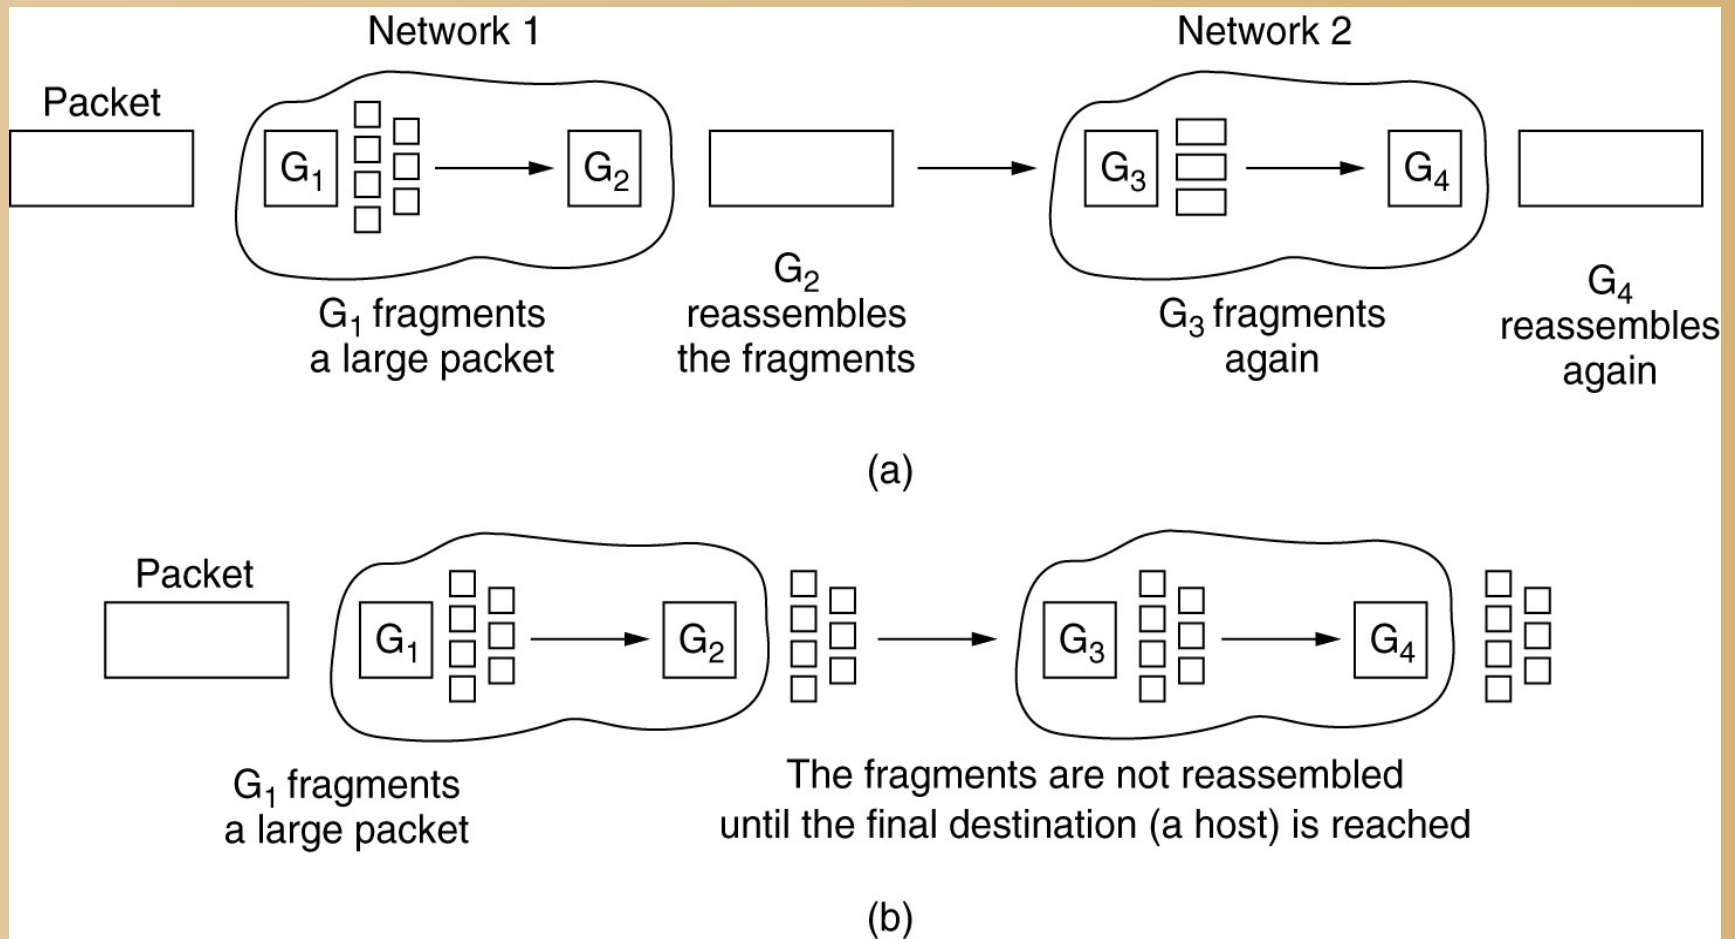 Network 1
Network 2
Packet
G₁
G₂
G₃
G₄
G₁ fragments
a large packet
G₂
reassembles
the fragments
G₃ fragments
again
G₄
reassembles
again
(a)
Packet
G₁
G₂
G₃
G₄
G₁ fragments
a large packet
The fragments are not reassembled
until the final destination (a host) is reached
(b)